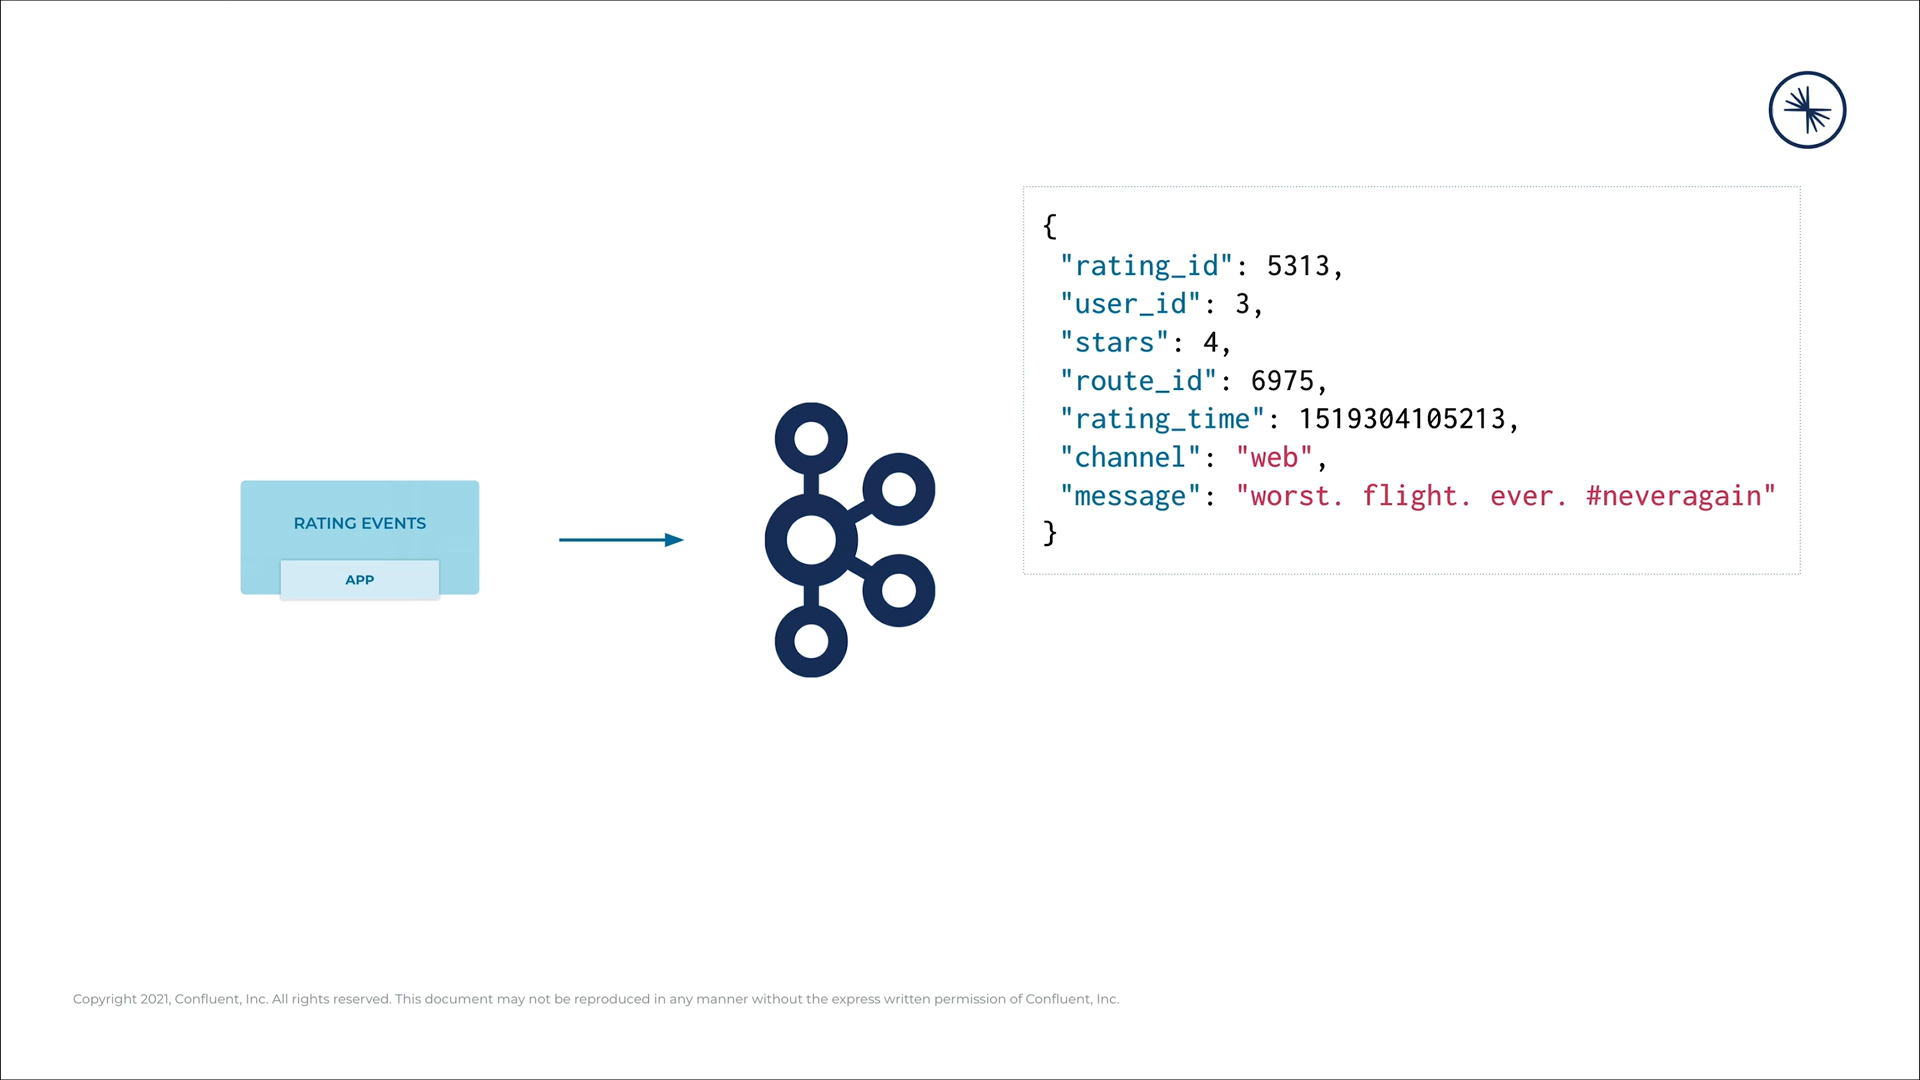 RATING EVENTS
APP
{
"rating_id": 5313,
"user_id": 3,
"stars": 4,
"route_id": 6975,
"rating_time": 1519304105213,
"channel": "web",
"message": "worst. flight. ever. #neveragain"
}
Copyright 2021, Confluent, Inc. All rights reserved. This document may not be reproduced in any manner without the express written permission of Confluent, Inc.